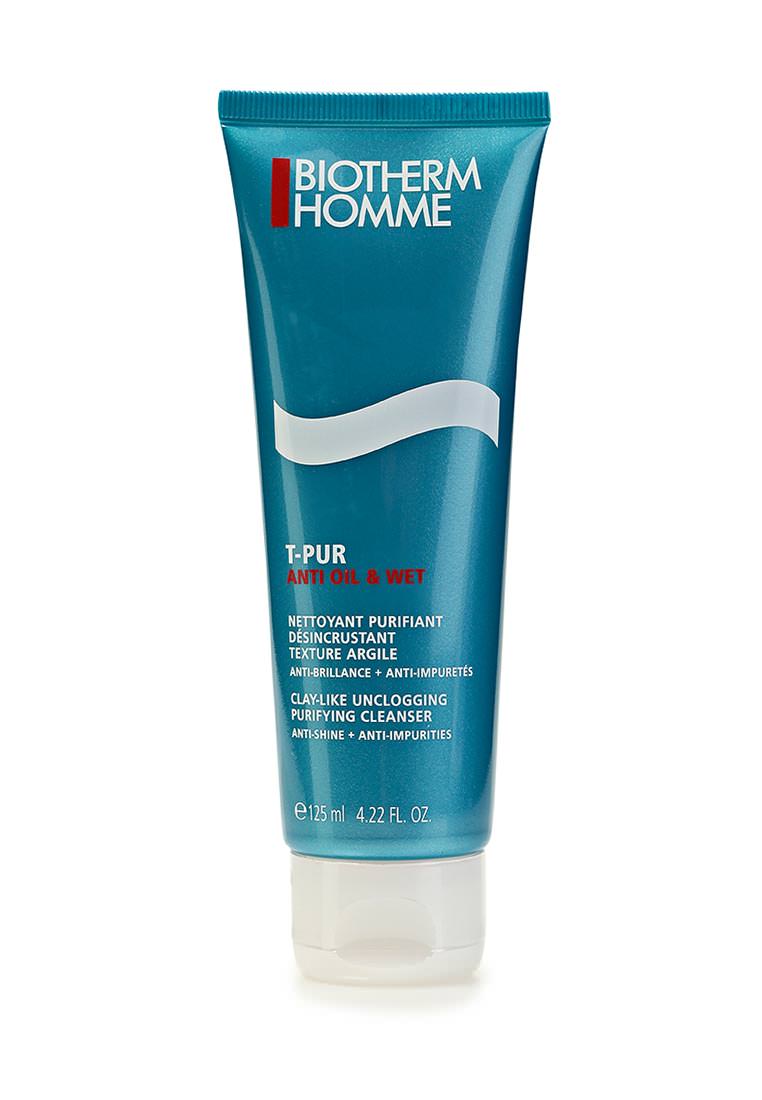 BIOTHERM
HOMME
T-PUR
ANTI OIL & WET
NETTOYANT PURIFIANT
DÉSINCRUSTANT
TEXTURE ARGILE
ANTI-BRILLANCE + ANTI-IMPURETÉS
CLAY-LIKE UNCLOGGING
PURIFYING CLEANSER
ANTI-SHINE + ANTI-IMPURITIES
℮125 ml 4.22 FL. OZ.